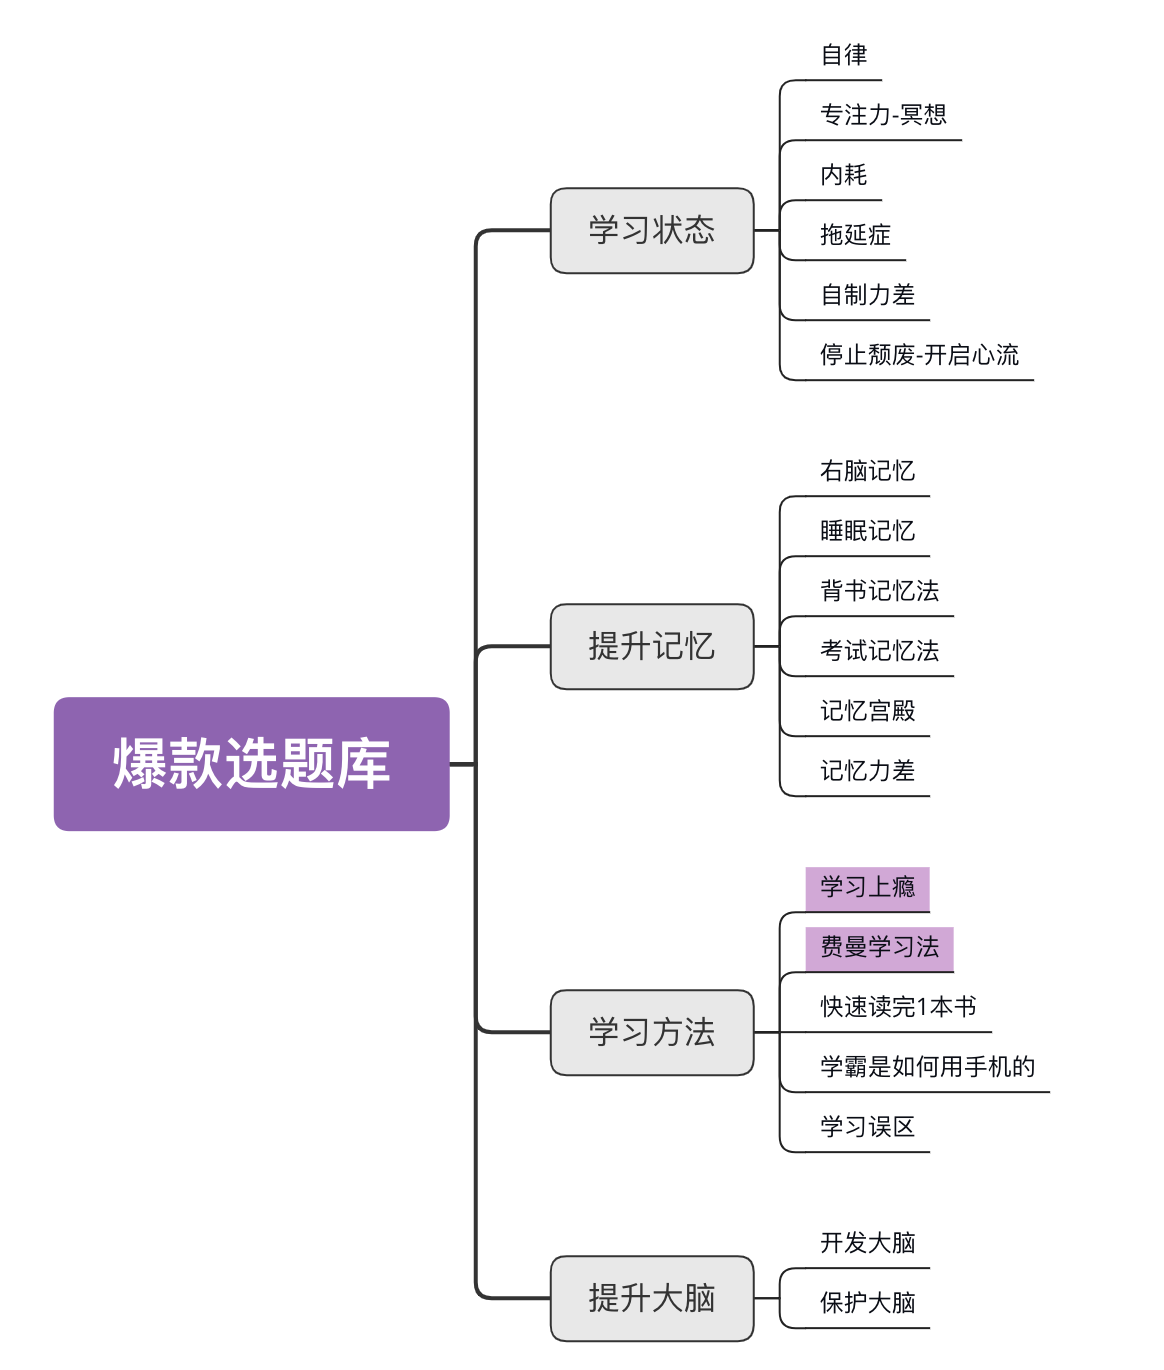 爆款选题库
学习状态
自律
专注力-冥想
内耗
拖延症
自制力差
停止颓废-开启心流
提升记忆
右脑记忆
睡眠记忆
背书记忆法
考试记忆法
记忆宫殿
记忆力差
学习方法
学习上瘾
费曼学习法
快速读完1本书
学霸是如何用手机的
学习误区
提升大脑
开发大脑
保护大脑